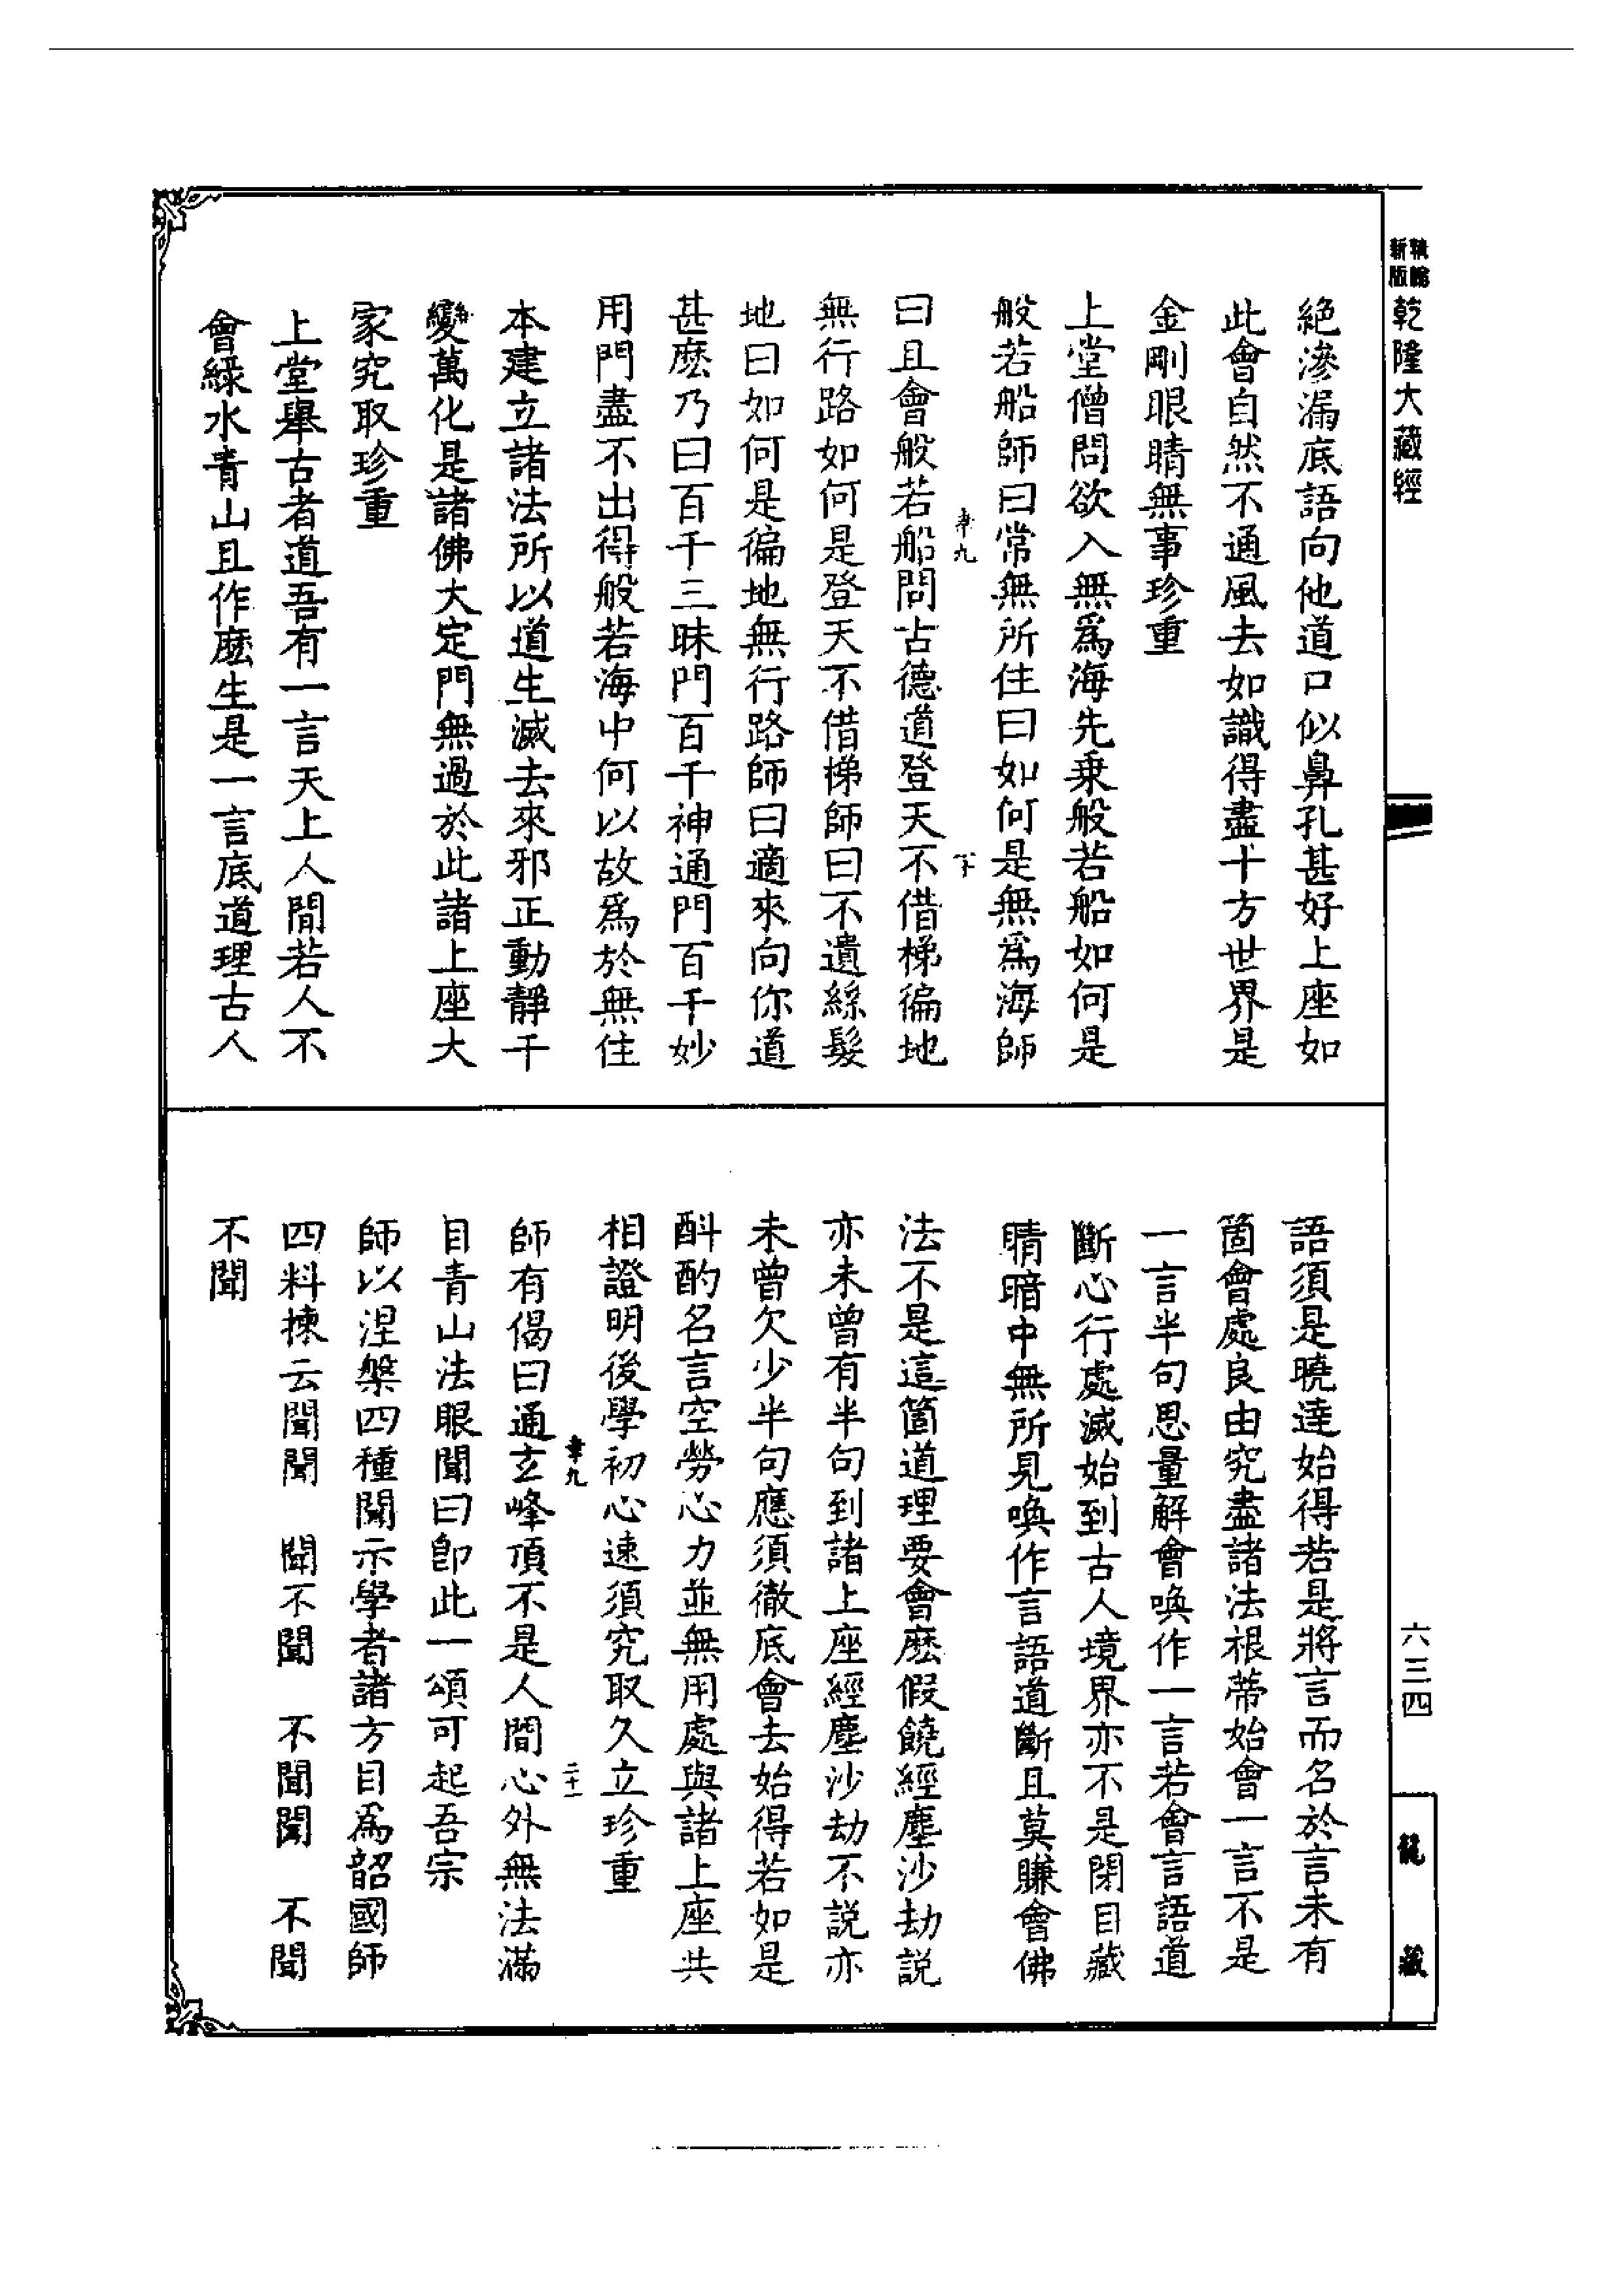 乾隆大藏經
絕滲漏底語向他道口似鼻孔甚好上座如
此會自然不通風去如識得盡十方世界是
金剛眼睛無事珍重
上堂僧問欲入無爲海先乗般若船如何是
般若船師曰常無所住曰如何是無爲海師
曰且會般若船問古德道登天不借梯徧地
無行路如何是登天不借梯師曰不遺絲髮
地曰如何是徧地無行路師曰適來向你道
甚麽乃曰百千三昧門百千神通門百千妙
用門盡不出得般若海中何以故爲於無住
本建立諸法所以道生滅去來邪正動靜千
變萬化是諸佛大定門無過於此諸上座大
家究取珍重
上堂舉古者道吾有一言天上人間若人不
會綠水青山且作麽生是一言底道理古人
語須是曉達始得若是將言而名於言未有
箇會處良由究盡諸法根蒂始會一言不是
一言半句思量解會喚作一言若會言語道
斷心行處滅始到古人境界亦不是閉目藏
睛暗中無所見喚作言語道斷且莫賺會佛
法不是這箇道理要會麽假饒經塵沙劫説
亦未曾有半句到諸上座經塵沙劫不説亦
未曾欠少半句應須徹底會去始得若如是
斟酌名言空勞心力並無用處與諸上座共
相證明後學初心速須究取久立珍重
師有偈曰通玄峰頂不是人間心外無法滿
目青山法眼聞曰卽此一頌可起吾宗
師以涅槃四種聞示學者諸方目爲韶國師
四料揀云聞聞　聞不聞　不聞聞　不聞
不聞
六三四
龍藏